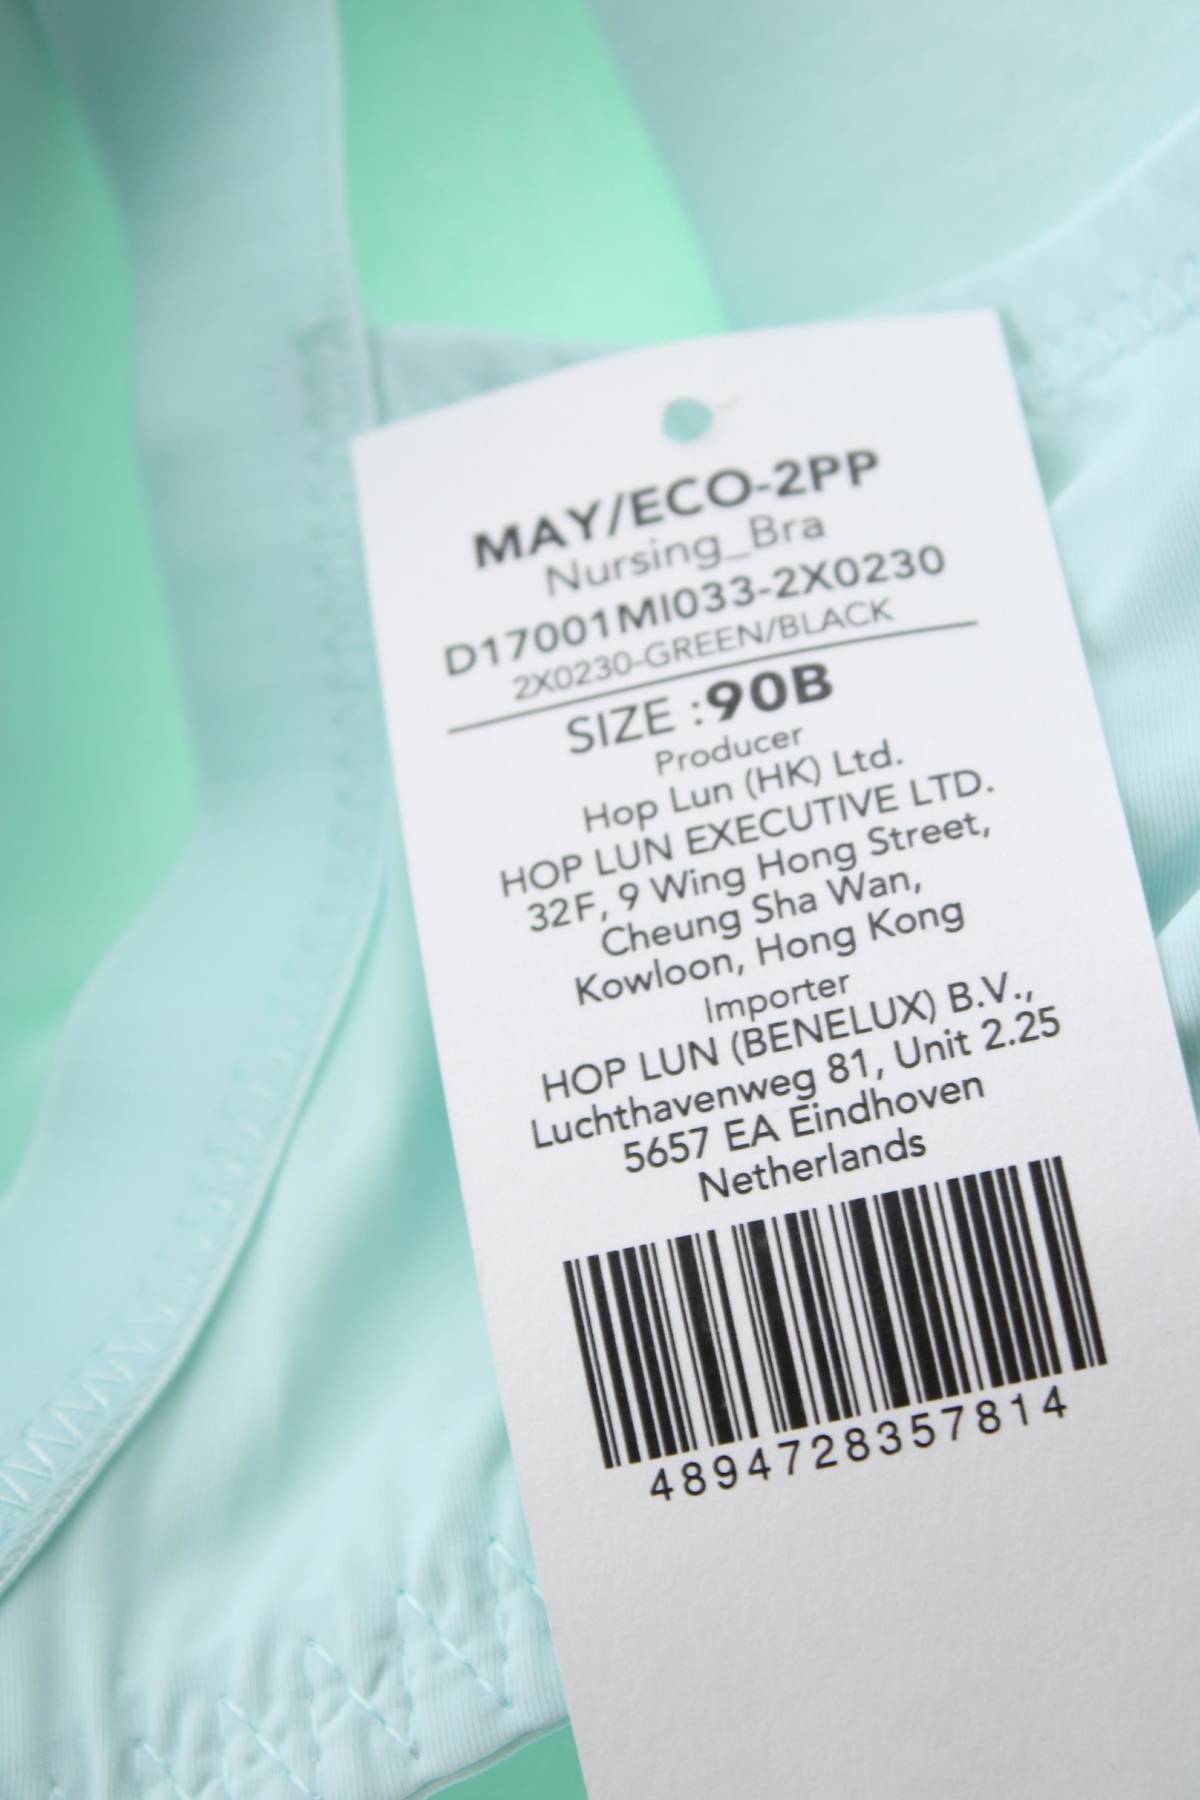 MAY/ECO-2PP
Nursing_Bra
D17001MI033-2X0230
2X0230-GREEN/BLACK
SIZE :90B
Producer
Hop Lun (HK) Ltd.
HOP LUN EXECUTIVE LTD.
32F, 9 Wing Hong Street,
Cheung Sha Wan,
Kowloon, Hong Kong
Importer
HOP LUN (BENELUX) B.V.,
Luchthavenweg 81, Unit 2.25
5657 EA Eindhoven
Netherlands
4894728357814